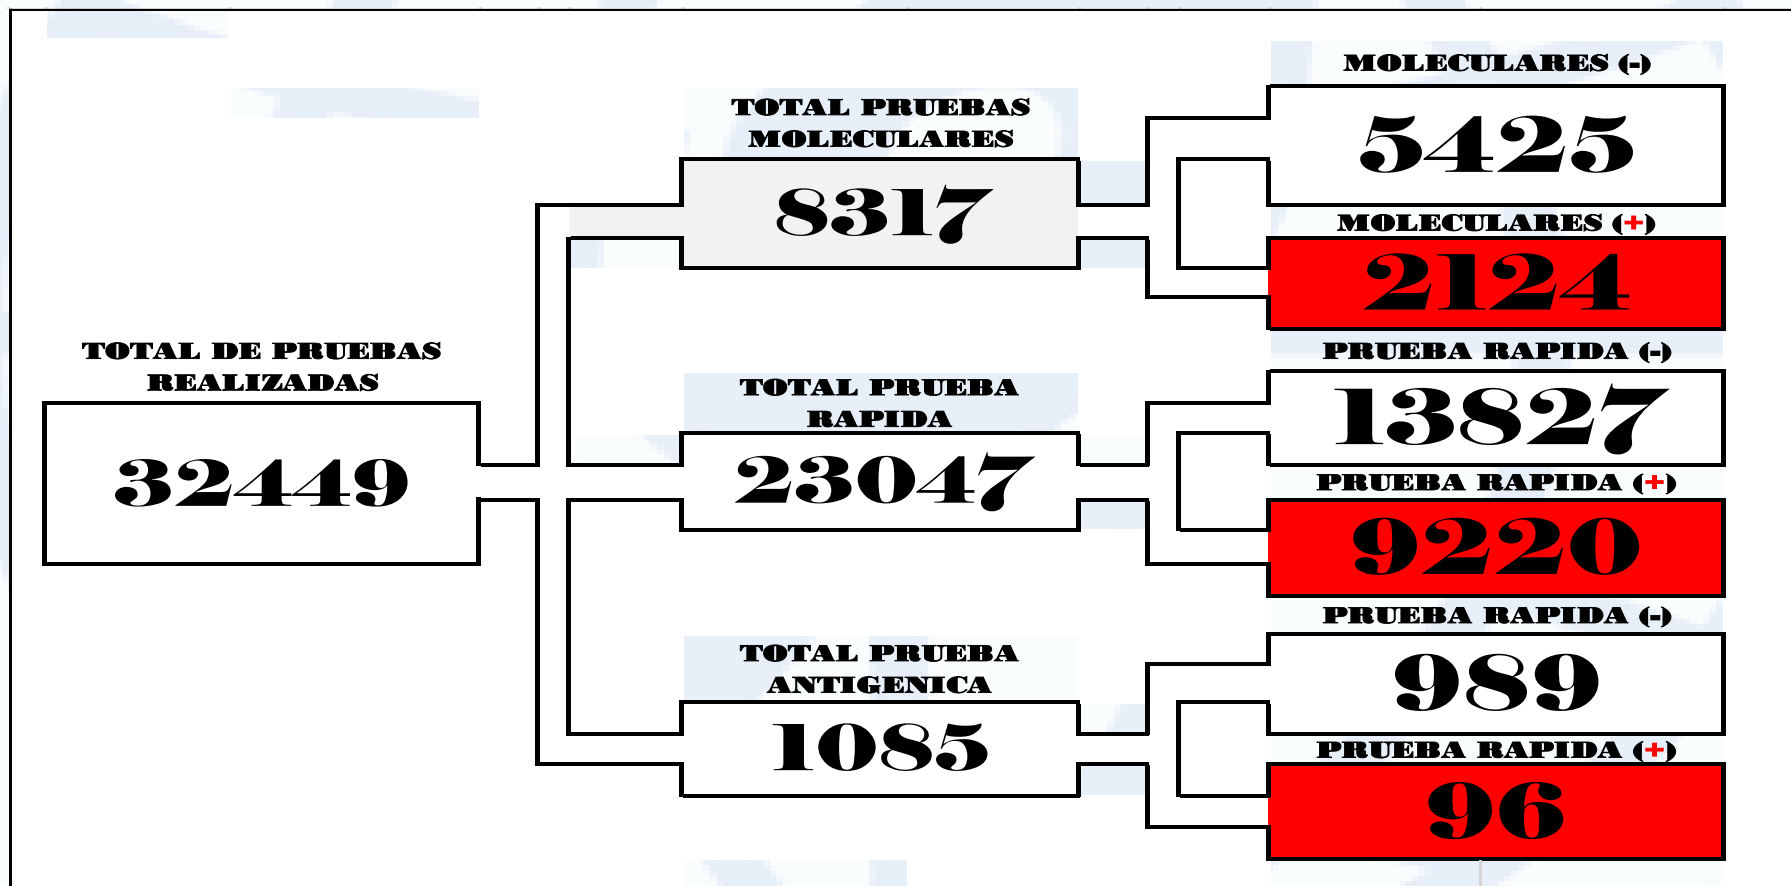 TOTAL DE PRUEBAS
REALIZADAS
32449
TOTAL PRUEBAS
MOLECULARES
8317
MOLECULARES (-)
5425
MOLECULARES (+)
2124
TOTAL PRUEBA
RAPIDA
23047
PRUEBA RAPIDA (-)
13827
PRUEBA RAPIDA (+)
9220
TOTAL PRUEBA
ANTIGENICA
1085
PRUEBA RAPIDA (-)
989
PRUEBA RAPIDA (+)
96